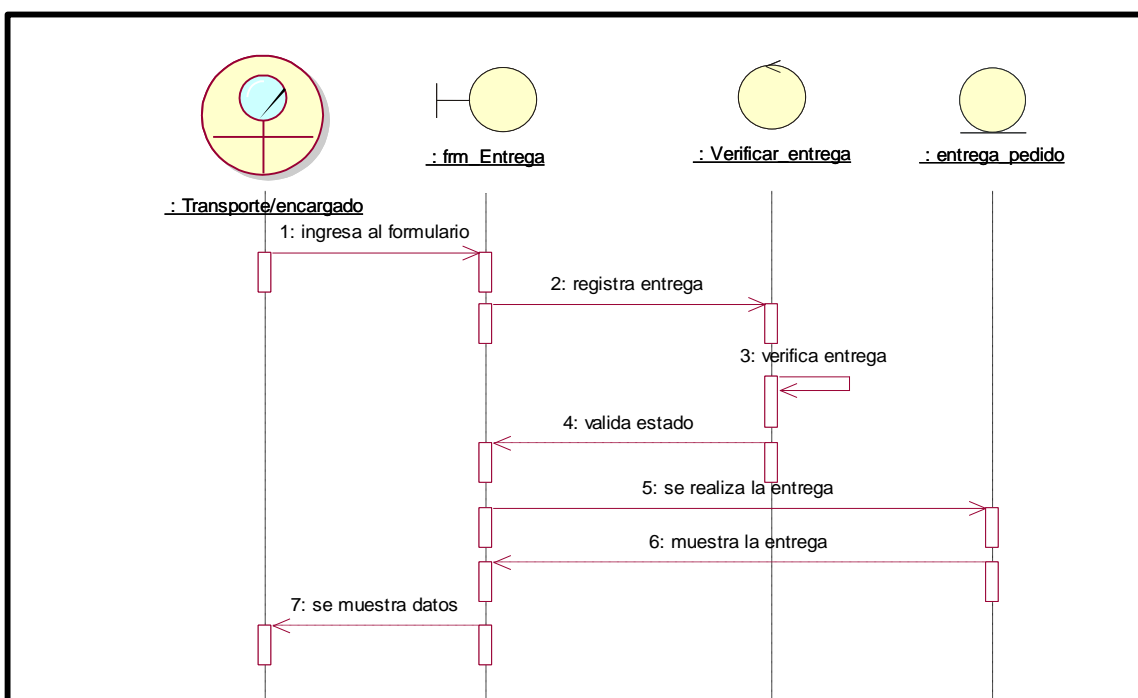 : frm_Entrega
: Verificar_entrega
: entrega_pedido
: Transporte/encargado
1: ingresa al formulario
2: registra entrega
3: verifica entrega
4: valida estado
5: se realiza la entrega
6: muestra la entrega
7: se muestra datos